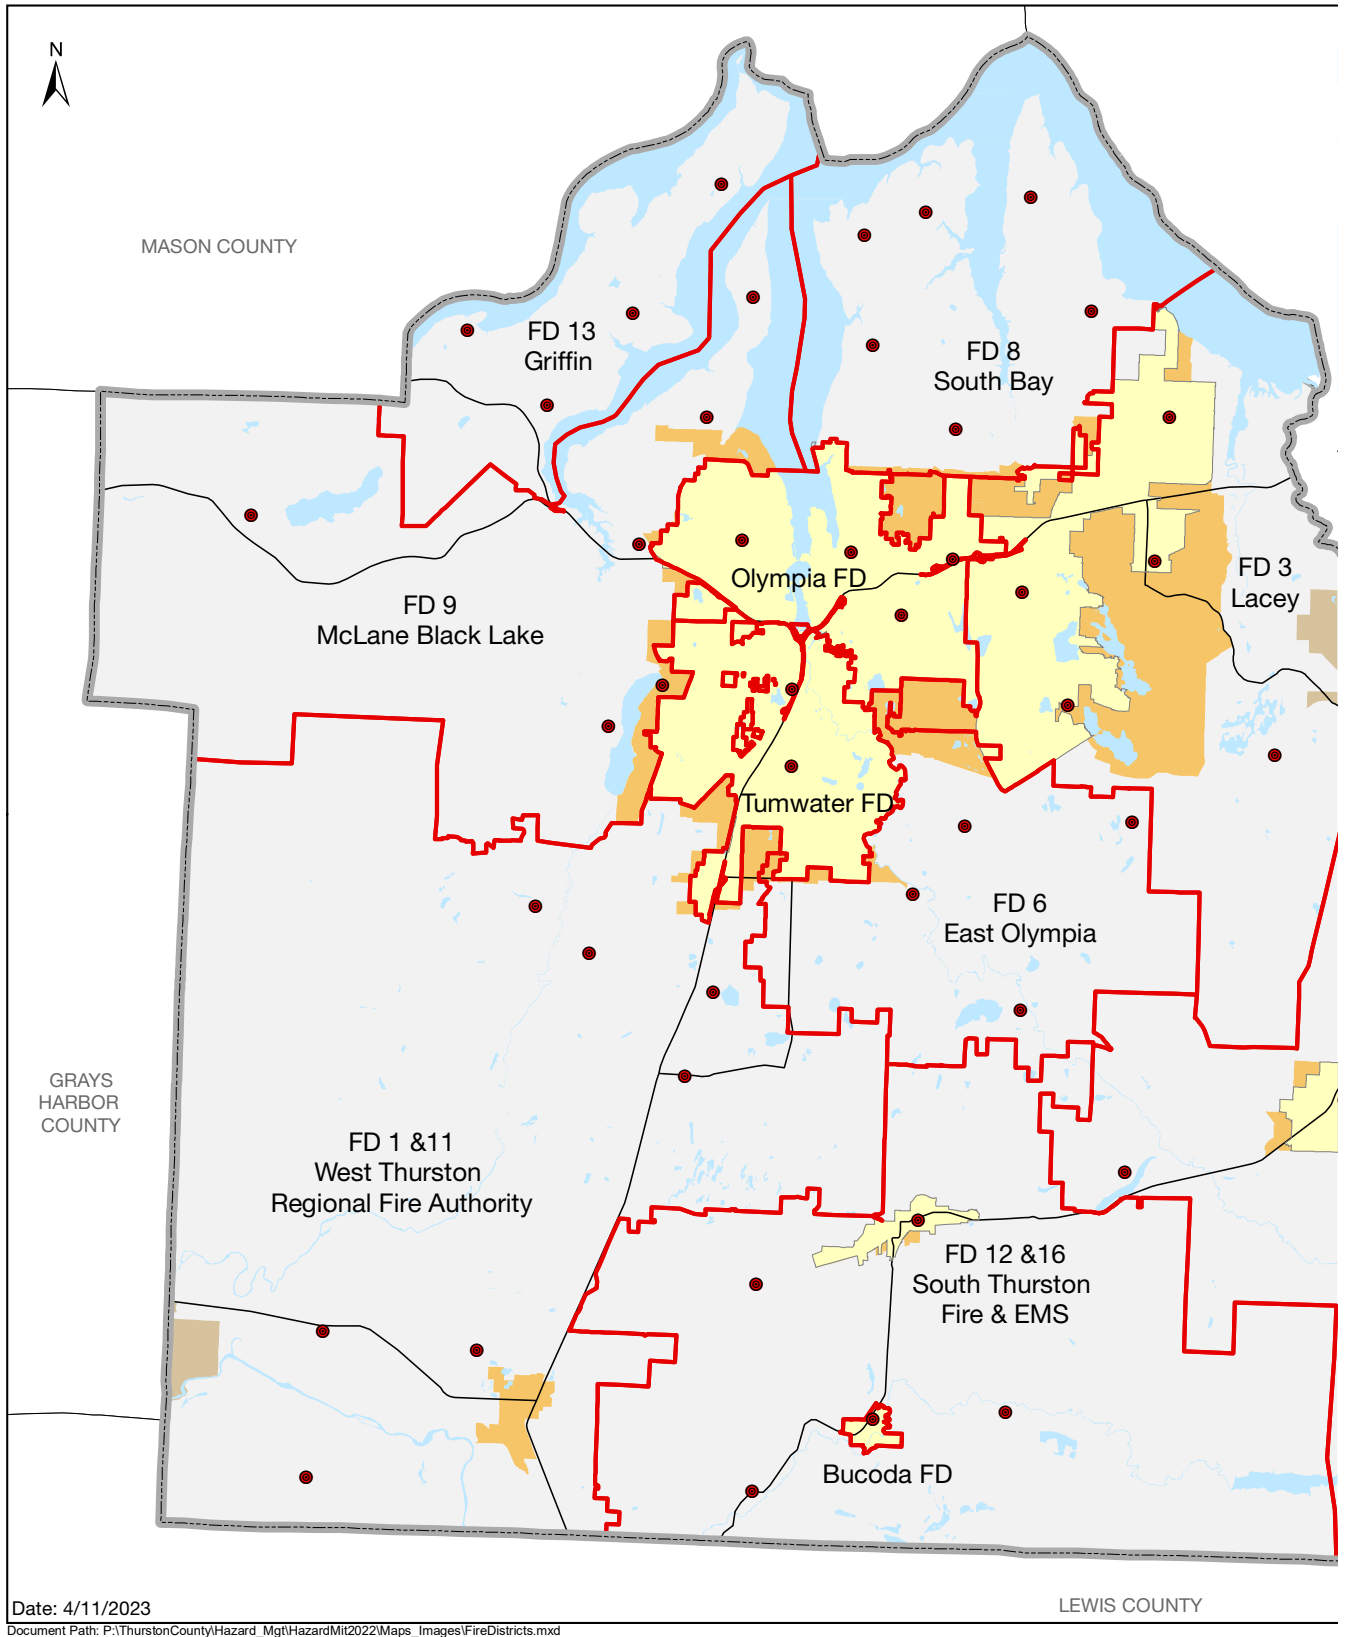 N
MASON COUNTY
FD 13
Griffin
FD 8
South Bay
Olympia FD
FD 3
Lacey
FD 9
McLane Black Lake
Tumwater FD
FD 6
East Olympia
GRAYS
HARBOR
COUNTY
FD 1 &11
West Thurston
Regional Fire Authority
FD 12 &16
South Thurston
Fire & EMS
Bucoda FD
LEWIS COUNTY
Date: 4/11/2023
Document Path: P:\ThurstonCounty\Hazard_Mgt\HazardMit2022\Maps_Images\FireDistricts.mxd